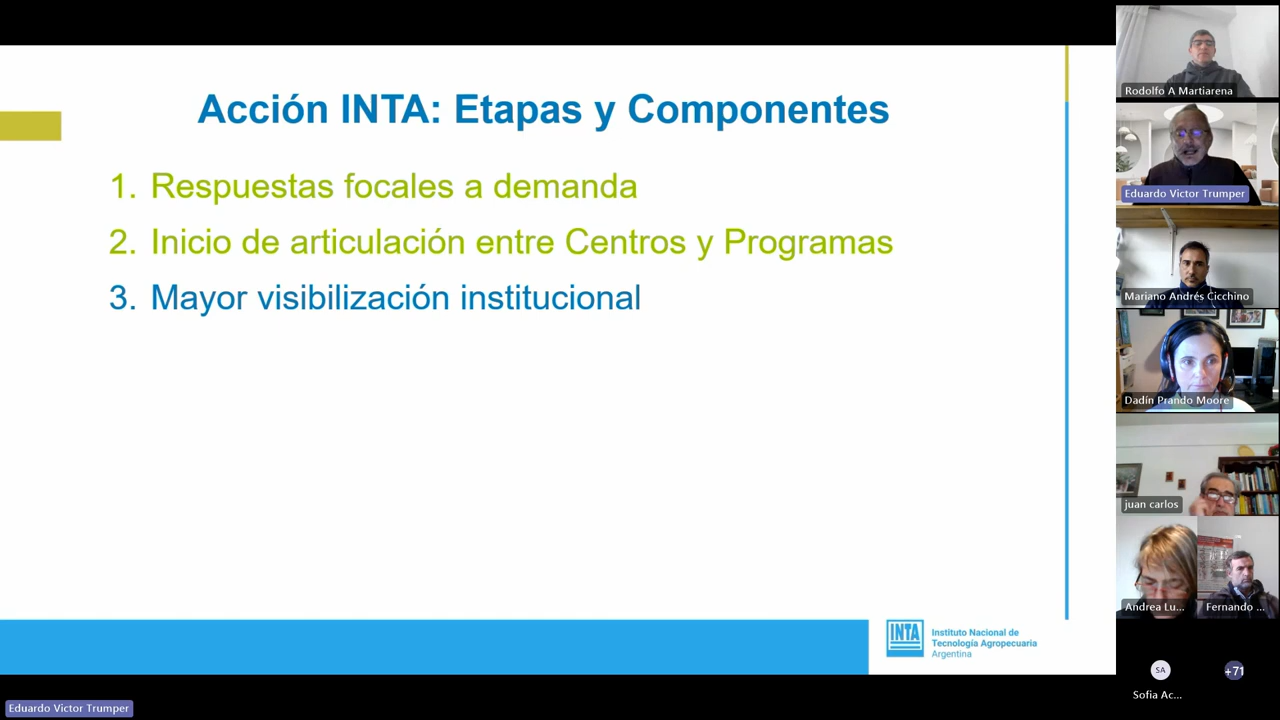 Acción INTA: Etapas y Componentes
1. Respuestas focales a demanda
2. Inicio de articulación entre Centros y Programas
3. Mayor visibilización institucional
INTA
Instituto Nacional de
Tecnología Agropecuaria
Argentina
Eduardo Victor Trumper
Rodolfo A Martiarena
Eduardo Victor Trumper
Mariano Andrés Cicchino
Dadín Prando Moore
juan carlos
Andrea Lu...
Fernando ...
SA
+71
Sofia Ac...